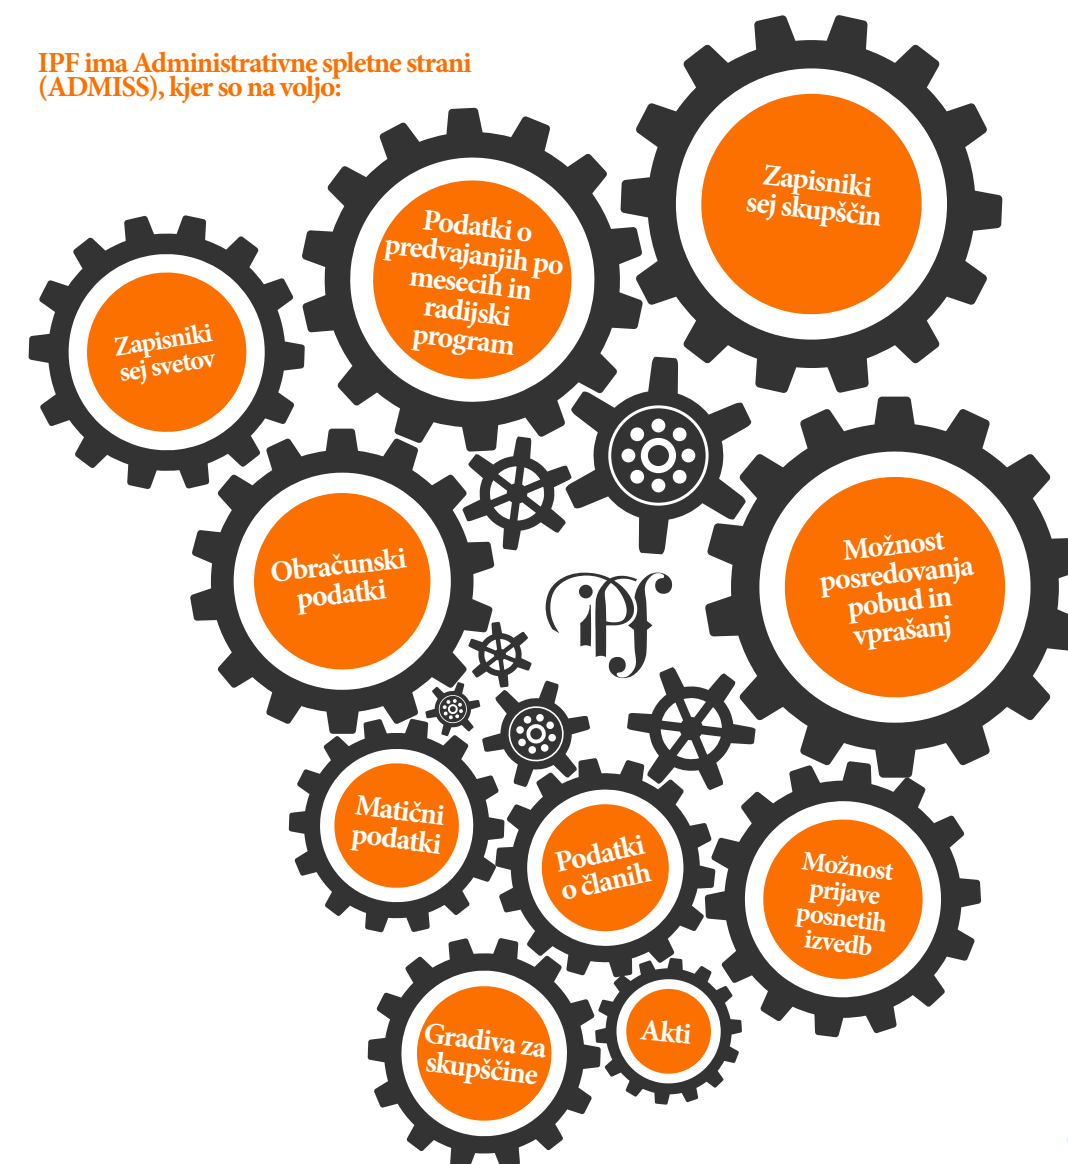 IPF ima Administrativne spletne strani
(ADMISS), kjer so na voljo:
Zapisniki
sej skupščin
Podatki o
predvajanjih po
mesecih in
radijski
program
Zapisniki
sej svetov
Obračunski
podatki
Možnost
posredovanja
pobud in
vprašanj
ipf
Matični
podatki
Podatki
o članih
Možnost
prijave
posnetih
izvedb
Gradiva za
skupščine
Akti